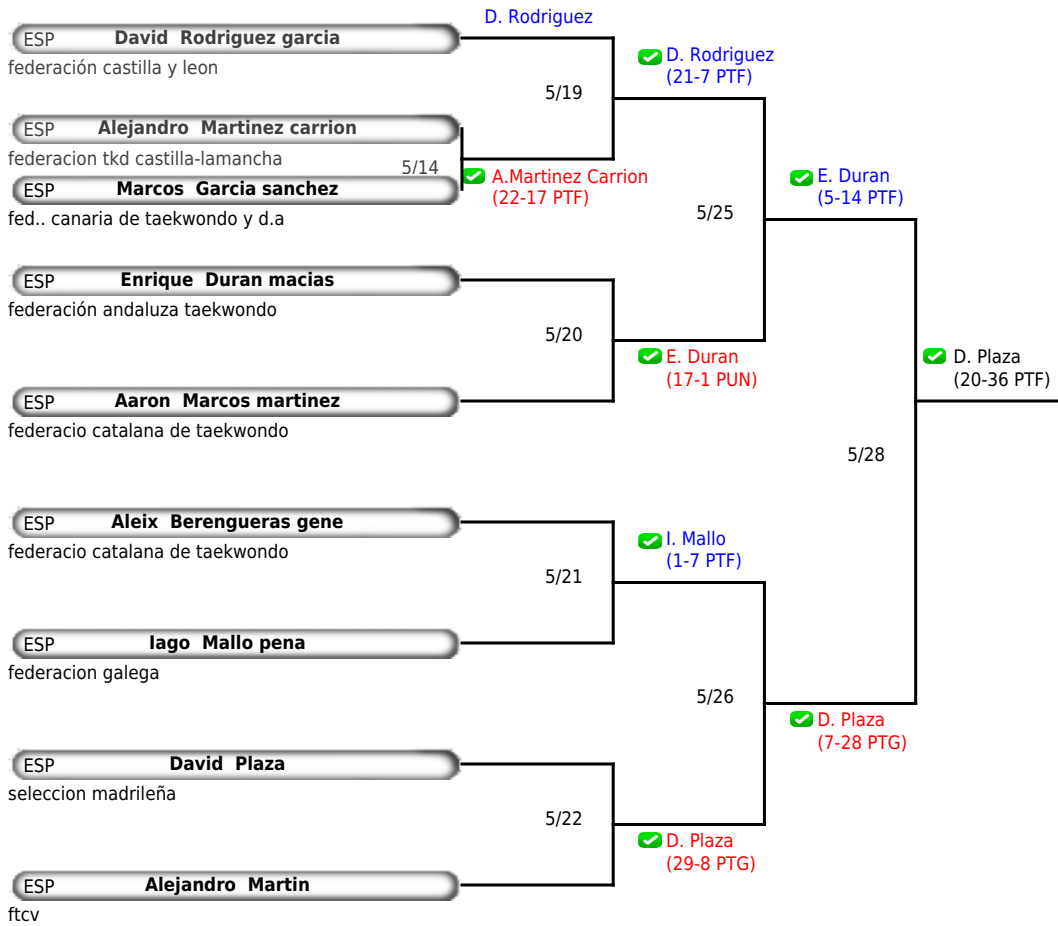 D. Rodriguez
ESP David Rodriguez garcia
federación castilla y leon
D. Rodriguez
(21-7 PTF)
5/19
ESP Alejandro Martinez carrion
federacion tkd castilla-lamancha
5/14
A.Martinez Carrion
(22-17 PTF)
ESP Marcos Garcia sanchez
fed.. canaria de taekwondo y d.a
E. Duran
(5-14 PTF)
5/25
ESP Enrique Duran macias
federación andaluza taekwondo
5/20
E. Duran
(17-1 PUN)
D. Plaza
(20-36 PTF)
ESP Aaron Marcos martinez
federacio catalana de taekwondo
5/28
ESP Aleix Berengueras gene
federacio catalana de taekwondo
I. Mallo
(1-7 PTF)
5/21
ESP Iago Mallo pena
federacion galega
5/26
D. Plaza
(7-28 PTG)
ESP David Plaza
seleccion madrileña
5/22
D. Plaza
(29-8 PTG)
ESP Alejandro Martin
ftcv